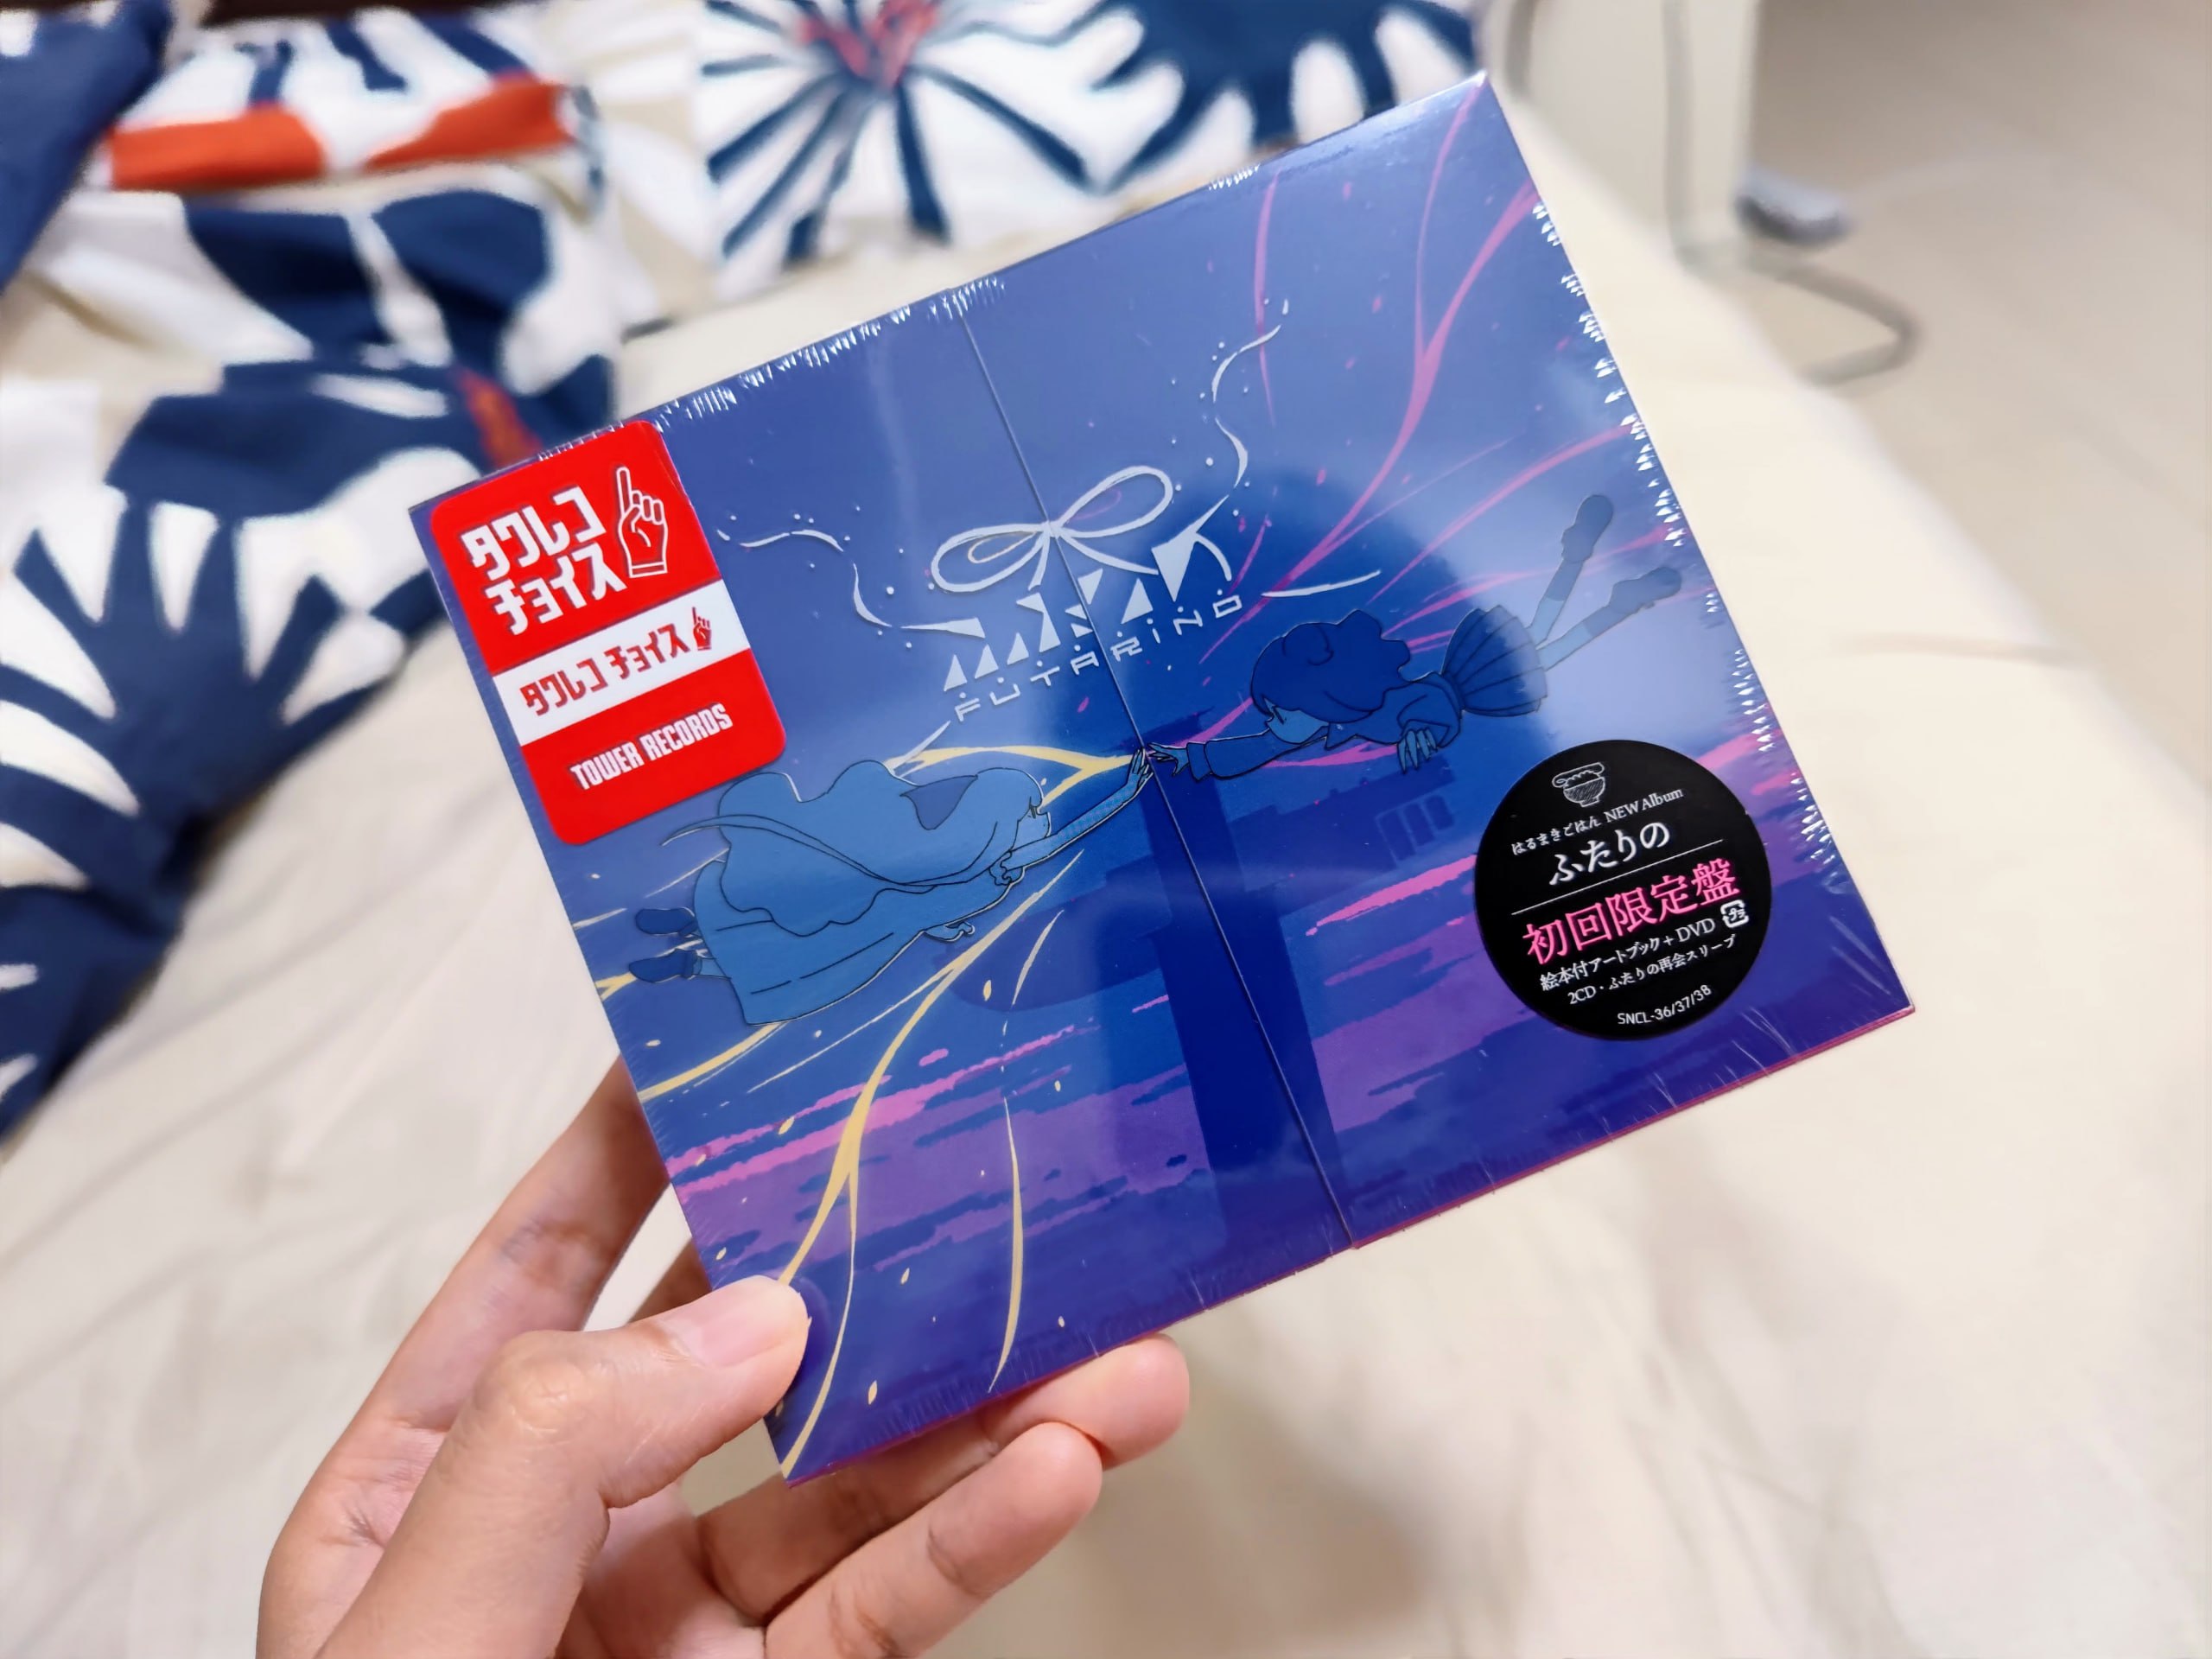 タワレコ
チョイス
タワレコ チョイス
TOWER RECORDS
FUTARINO
はるまきごはん NEW Album
ふたりの
初回限定盤
絵本付アートブック+DVD
2CD・ふたりの再会スリーブ
SNCL-36/37/38